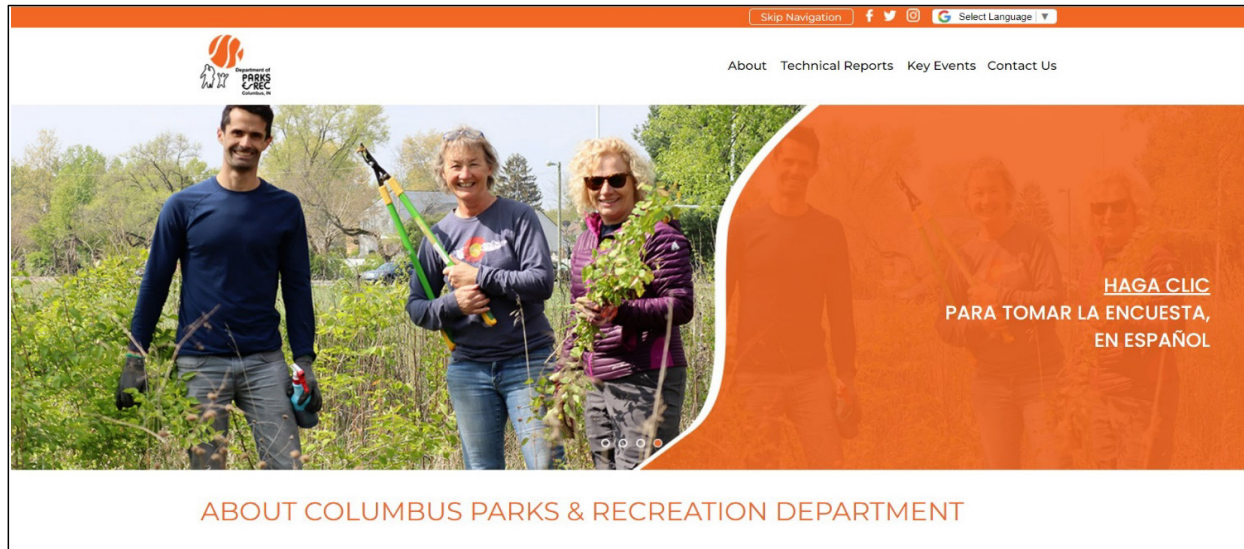 Skip Navigation
Select Language
Department of
PARKS
& REC
Columbus, IN
About Technical Reports Key Events Contact Us
HAGA CLIC
PARA TOMAR LA ENCUESTA,
EN ESPAÑOL
ABOUT COLUMBUS PARKS & RECREATION DEPARTMENT